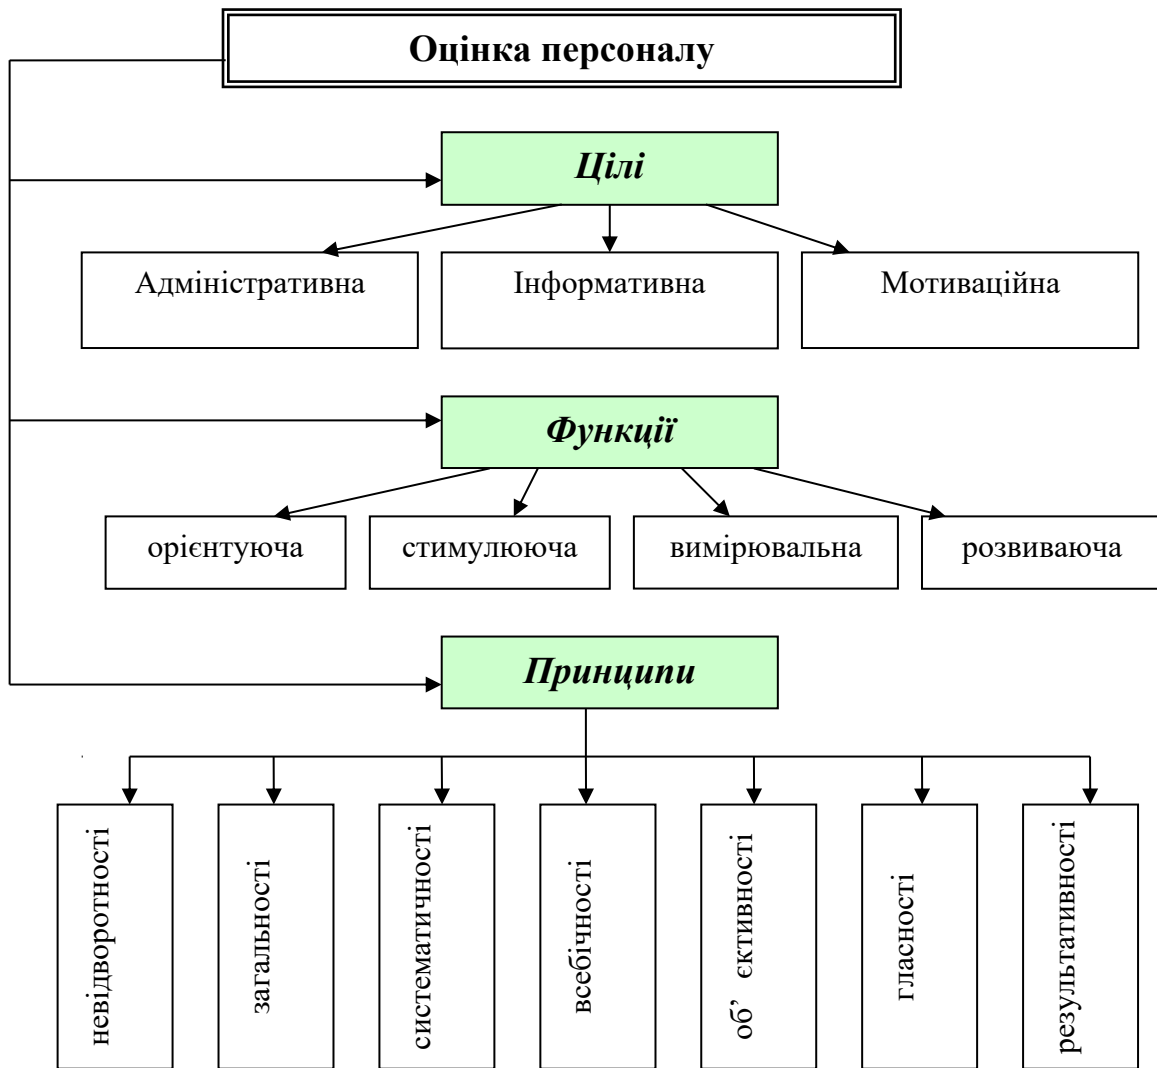 Оцінка персоналу
Цілі
Адміністративна
Інформативна
Мотиваційна
Функції
орієнтуюча
стимулююча
вимірювальна
розвиваюча
Принципи
невідворотності
загальності
систематичності
всебічності
об’ єктивності
гласності
результативності